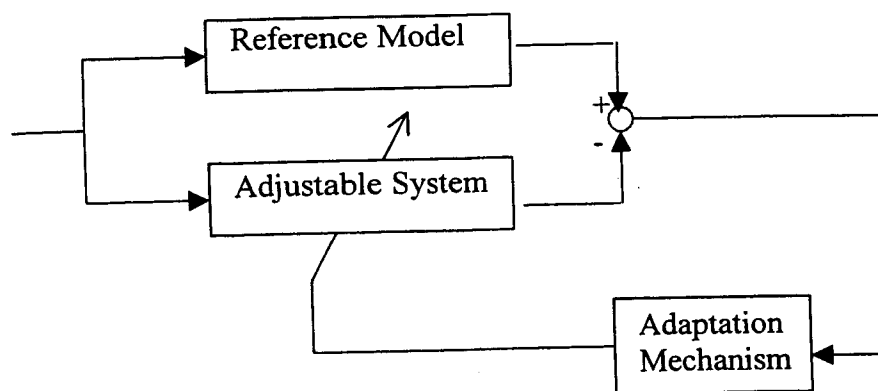 Reference Model
+
-
Adjustable System
Adaptation
Mechanism